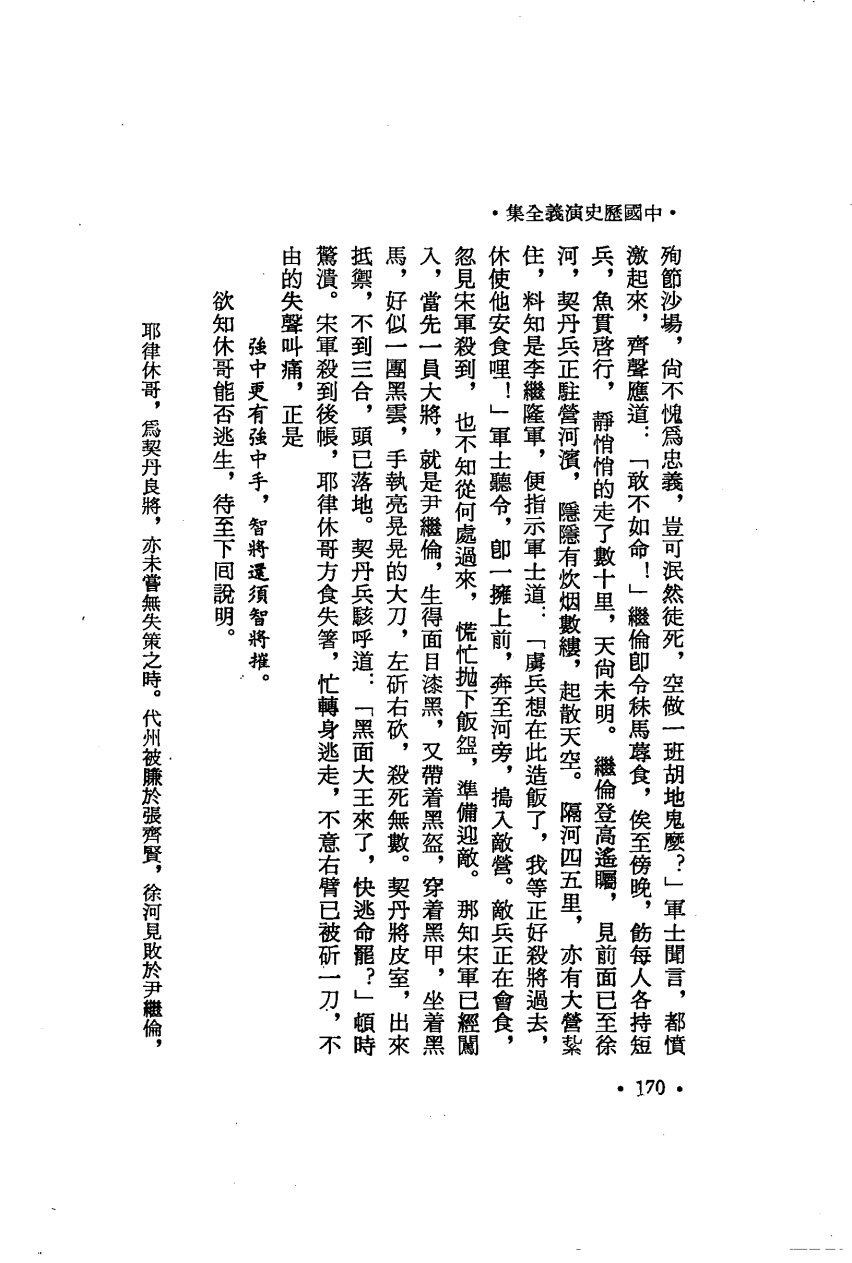 •中國歷史演義全集•
殉節沙場，尙不愧爲忠義，豈可泯然徒死，空做一班胡地鬼麼？」軍士聞言，都憤
激起來，齊聲應道：「敢不如命！」繼倫卽令秣馬蓐食，俟至傍晚，飭每人各持短
兵，魚貫啓行，靜悄悄的走了數十里，天尙未明。繼倫登高遙矚，見前面已至徐
河，契丹兵正駐營河濱，隱隱有炊烟數縷，起散天空。隔河四五里，亦有大營紮
住，料知是李繼隆軍，便指示軍士道：「虜兵想在此造飯了，我等正好殺將過去，
休使他安食哩！」軍士聽令，卽一擁上前，奔至河旁，搗入敵營。敵兵正在會食，
忽見宋軍殺到，也不知從何處過來，慌忙拋下飯盌，準備迎敵。那知宋軍已經闖
入，當先一員大將，就是尹繼倫，生得面目漆黑，又帶着黑盔，穿着黑甲，坐着黑
馬，好似一團黑雲，手執亮晃晃的大刀，左斫右砍，殺死無數。契丹將皮室，出來
抵禦，不到三合，頭已落地。契丹兵駭呼道：「黑面大王來了，快逃命罷？」頓時
驚潰。宋軍殺到後帳，耶律休哥方食失箸，忙轉身逃走，不意右臂已被斫一刀，不
由的失聲叫痛，正是
強中更有強中手，智將還須智將摧。
欲知休哥能否逃生，待至下回說明。
耶律休哥，爲契丹良將，亦未嘗無失策之時。代州被賺於張齊賢，徐河見敗於尹繼倫，
•170•